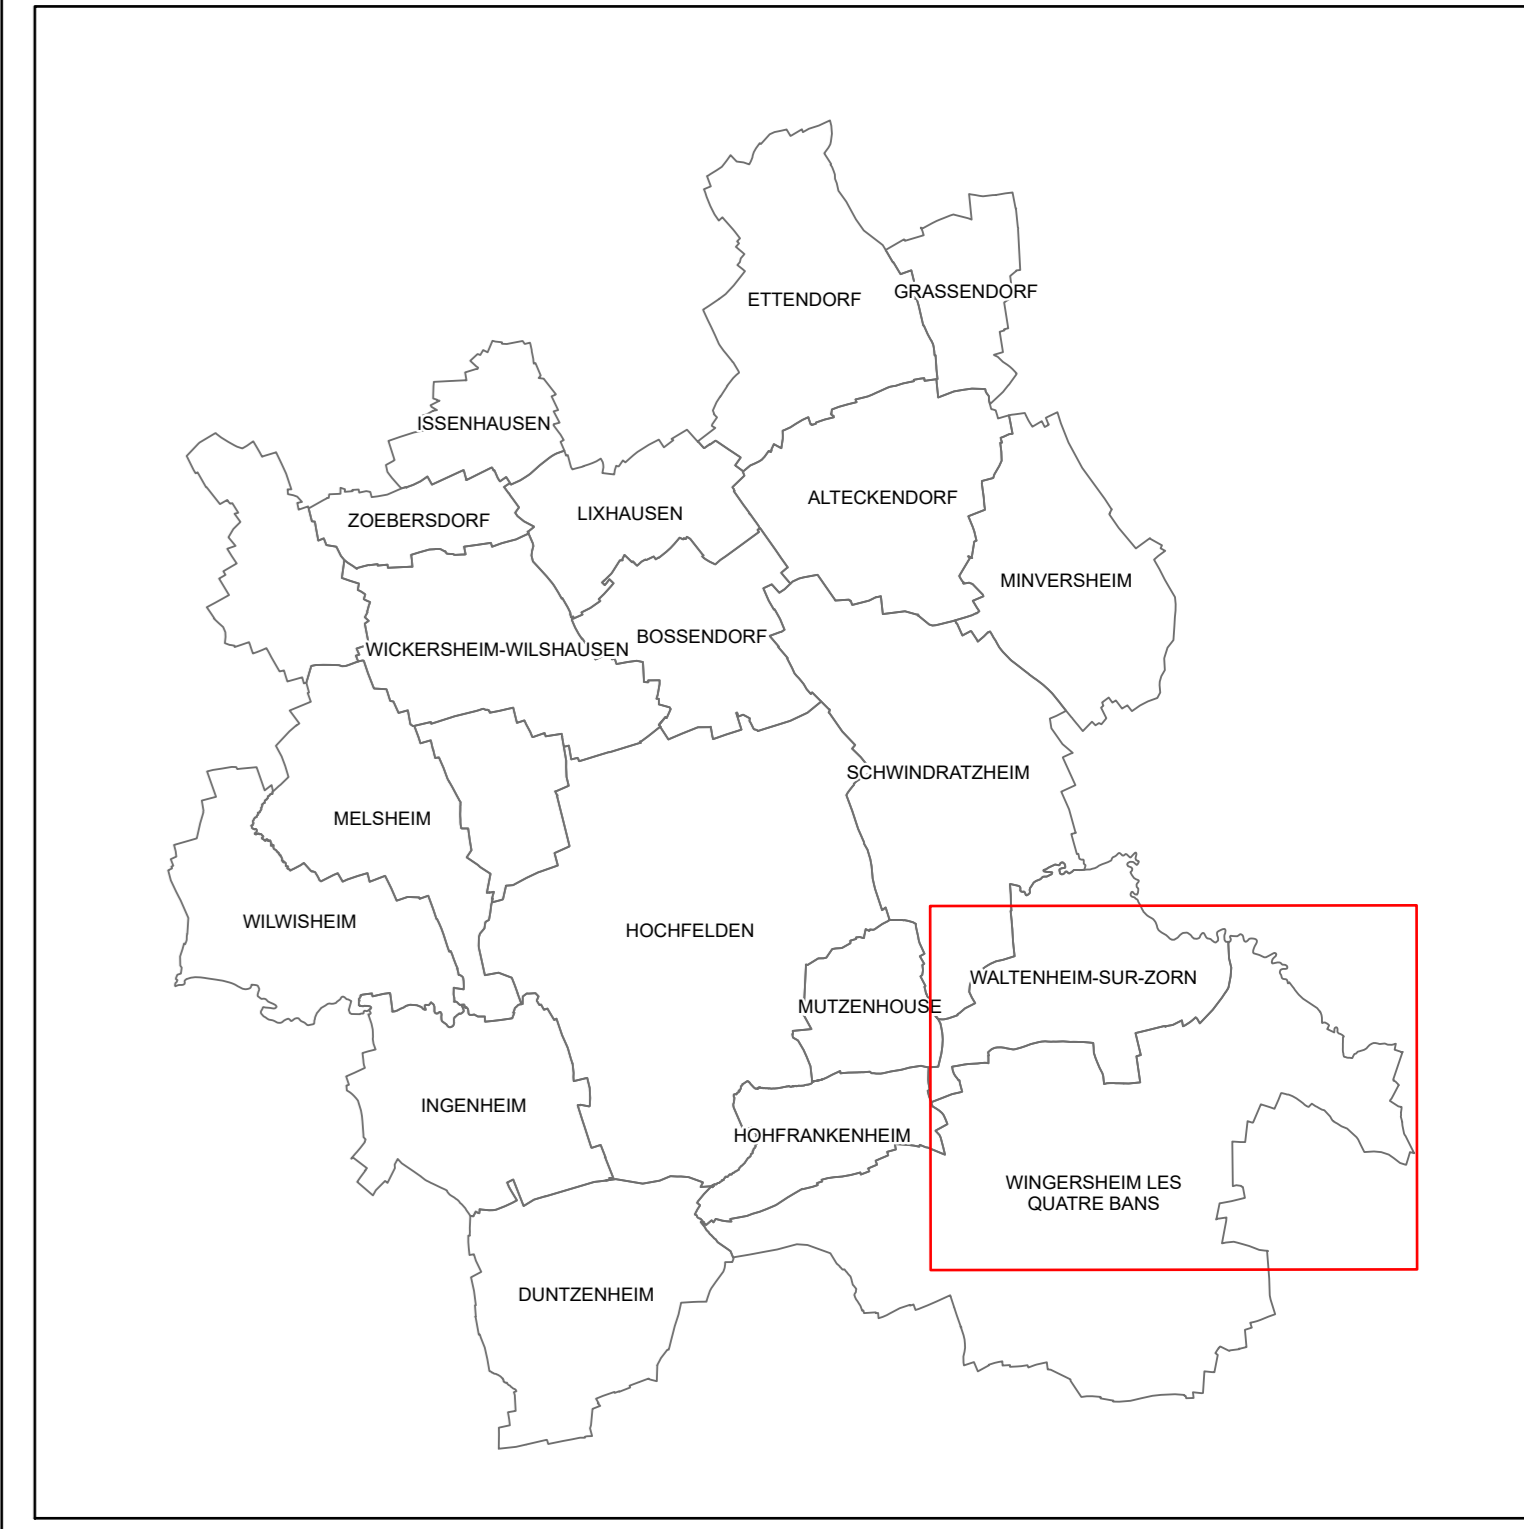 GRASSENDORF
ETTENDORF
ISSENHAUSEN
ALTECKENDORF
LIXHAUSEN
ZOEBERSDORF
MINVERSHEIM
BOSSENDORF
WICKERSHEIM-WILSHAUSEN
SCHWINDRATZHEIM
MELSHEIM
WILWISHEIM
HOCHFELDEN
WALTENHEIM-SUR-ZORN
MUTZENHOUSE
INGENHEIM
HOHFRANKENHEIM
WINGERSHEIM LES
QUATRE BANS
DUNTZENHEIM